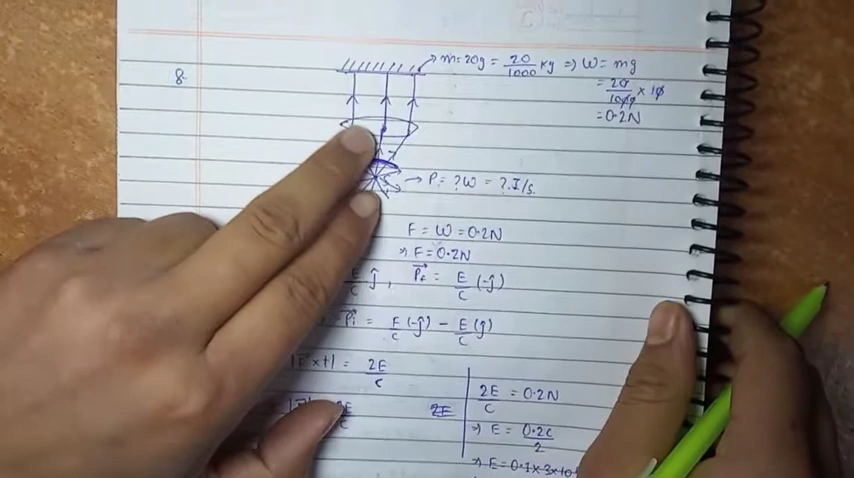 8.
m=20g = 20/1000 kg ⇒ W = mg
= 20/1000 × 10
= 0.2N
→ P = ?W = ?J/s.
F = W = 0.2N
⇒ F = 0.2N
E/c ĵ, P⃗f = E/c (-ĵ)
P⃗i = E/c (-ĵ) - E/c (ĵ)
|F⃗×t| = 2E/c
2E
2E/c = 0.2N
⇒ E = 0.2c/2
⇒ E = 0.1×3×10